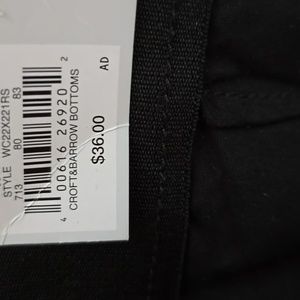 STYLE WC22X221RS
713 80 83
4 00616 26920 2
CROFT&BARROW BOTTOMS
$36.00
AD